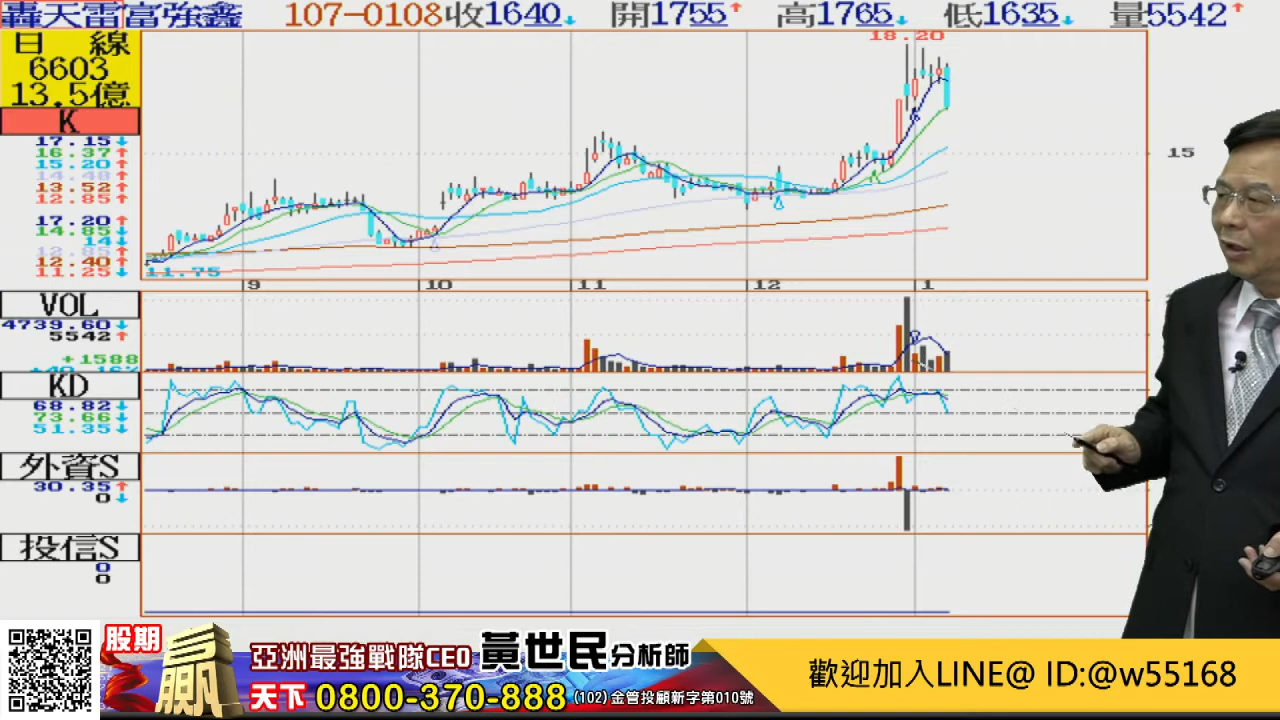 轟天雷富強鑫 107-0108收1640↓ 開1755↑ 高1765↓ 低1635↓ 量5542↑
日 線
6603
13.5億
K
17.15↓
16.37↑
15.20↑
14.48↑
13.52↑
12.85↑
17.20↑
14.85↓
14↓
12.85↑
12.40↑
11.25↓
18.20
15
11.75
9 10 11 12 1
VOL
4739.60↓
5542↑
+1588
KD
68.82↓
73.66↓
51.35↓
外資S
30.35↑
0↓
投信S
0
0
股期
贏
亞洲最強戰隊CEO 黃世民分析師
天下 0800-370-888 (102)金管投顧新字第010號
歡迎加入LINE@ ID:@w55168